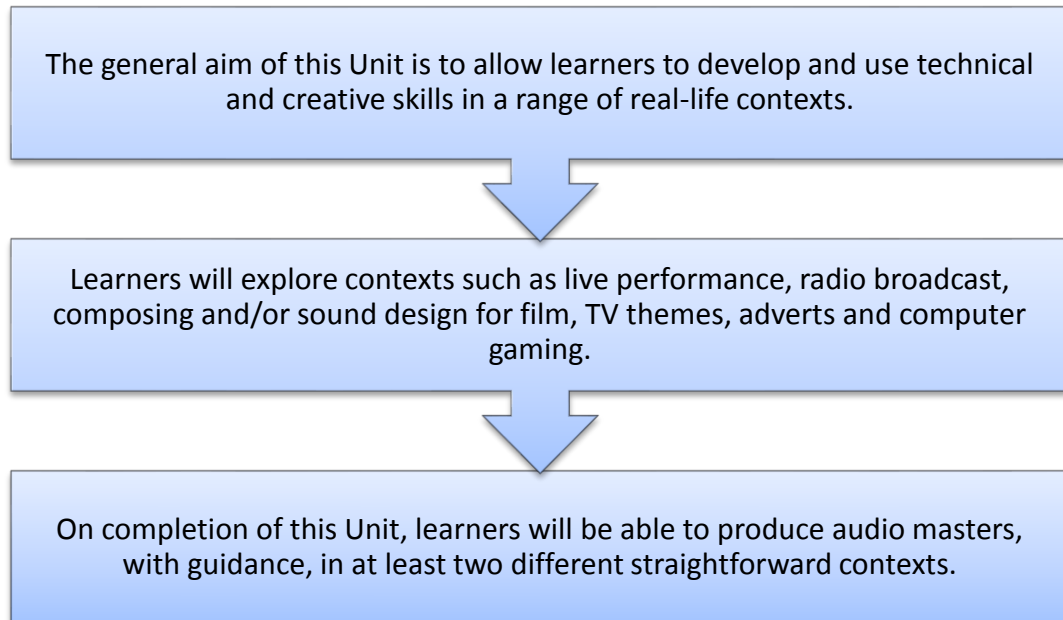 The general aim of this Unit is to allow learners to develop and use technical
and creative skills in a range of real-life contexts.
Learners will explore contexts such as live performance, radio broadcast,
composing and/or sound design for film, TV themes, adverts and computer
gaming.
On completion of this Unit, learners will be able to produce audio masters,
with guidance, in at least two different straightforward contexts.